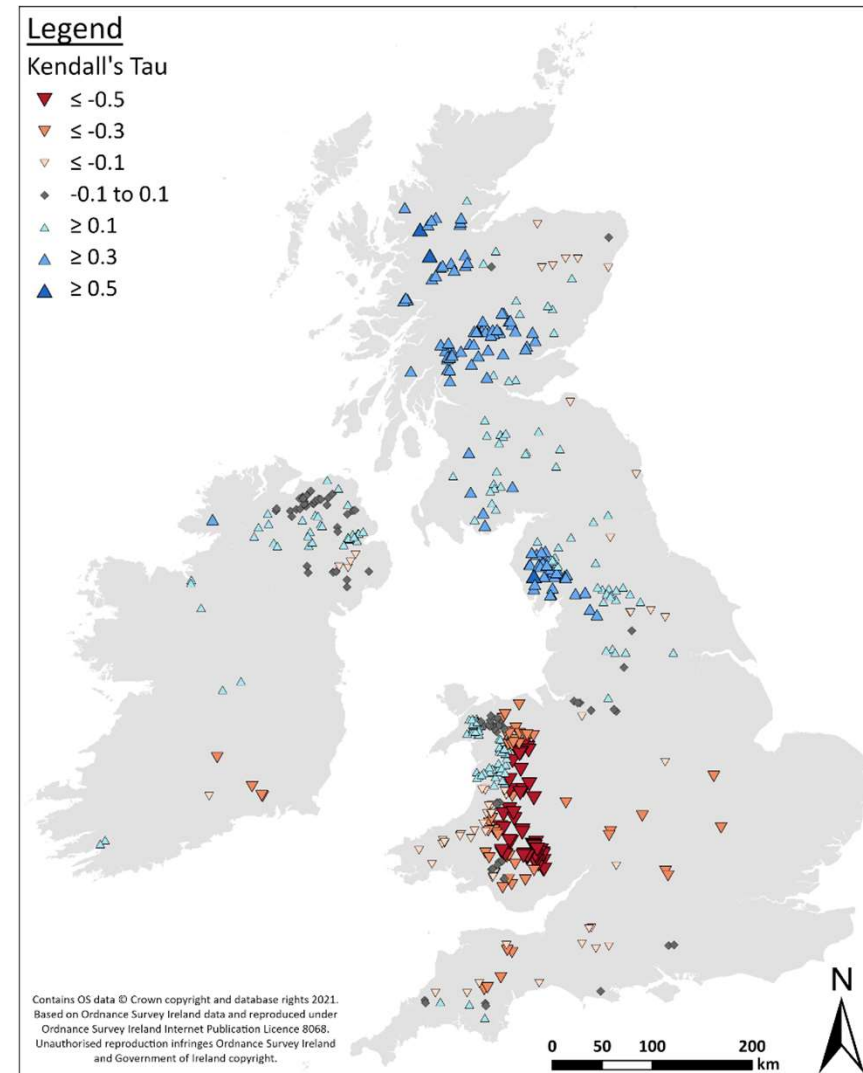 Legend
Kendall's Tau
≤ -0.5
≤ -0.3
≤ -0.1
-0.1 to 0.1
≥ 0.1
≥ 0.3
≥ 0.5
Contains OS data © Crown copyright and database rights 2021.
Based on Ordnance Survey Ireland data and reproduced under
Ordnance Survey Ireland Internet Publication Licence 8068.
Unauthorised reproduction infringes Ordnance Survey Ireland
and Government of Ireland copyright.
N
0 50 100 200
km